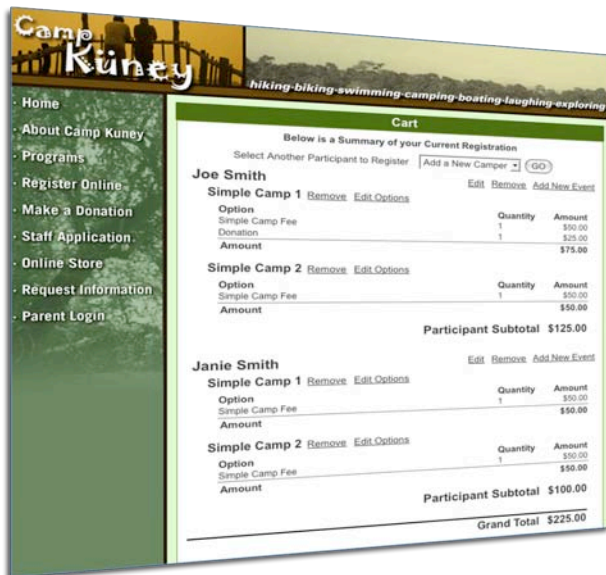 Camp
Küney
hiking-biking-swimming-camping-boating-laughing-exploring
· Home
· About Camp Kuney
· Programs
· Register Online
· Make a Donation
· Staff Application
· Online Store
· Request Information
· Parent Login
Cart
Below is a Summary of your Current Registration
Select Another Participant to Register Add a New Camper GO
Joe Smith Edit Remove Add New Event
Simple Camp 1 Remove Edit Options
Option Quantity Amount
Simple Camp Fee 1 $50.00
Donation 1 $25.00
Amount $75.00
Simple Camp 2 Remove Edit Options
Option Quantity Amount
Simple Camp Fee 1 $50.00
Amount $50.00
Participant Subtotal $125.00
Janie Smith Edit Remove Add New Event
Simple Camp 1 Remove Edit Options
Option Quantity Amount
Simple Camp Fee 1 $50.00
Amount $50.00
Simple Camp 2 Remove Edit Options
Option Quantity Amount
Simple Camp Fee 1 $50.00
Amount $50.00
Participant Subtotal $100.00
Grand Total $225.00